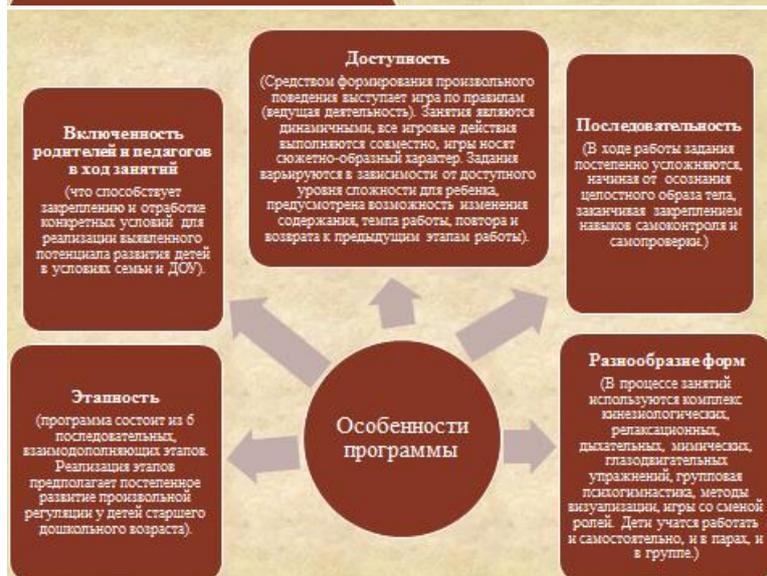 Доступность
(Средством формирования произвольного
поведения выступает игра по правилам
(ведущая деятельность). Занятия являются
динамичными, все игровые действия
выполняются совместно, игры носят
сюжетно-образный характер. Задания
варьируются в зависимости от доступного
уровня сложности для ребенка,
предусмотрена возможность изменения
содержания, темпа работы, повтора и
возврата к предыдущим этапам работы).
Включенность
родителей и педагогов
в ход занятий
(что способствует
закреплению и отработке
конкретных условий для
реализации выявленного
потенциала развития детей
в условиях семьи и ДОУ).
Последовательность
(В ходе работы задания
постепенно усложняются,
начиная от осознания
целостного образа тела,
заканчивая закреплением
навыков самоконтроля и
самопроверки.)
Этапность
(программа состоит из 6
последовательных,
взаимодополняющих этапов.
Реализация этапов
предполагает постепенное
развитие произвольной
регуляции у детей старшего
дошкольного возраста).
Особенности
программы
Разнообразие форм
(В процессе занятий
используются комплекс
кинезиологических,
релаксационных,
дыхательных, мимических,
глазодвигательных
упражнений, групповая
психогимнастика, методы
визуализации, игры со сменой
ролей. Дети учатся работать
и самостоятельно, и в парах, и
в группе.)